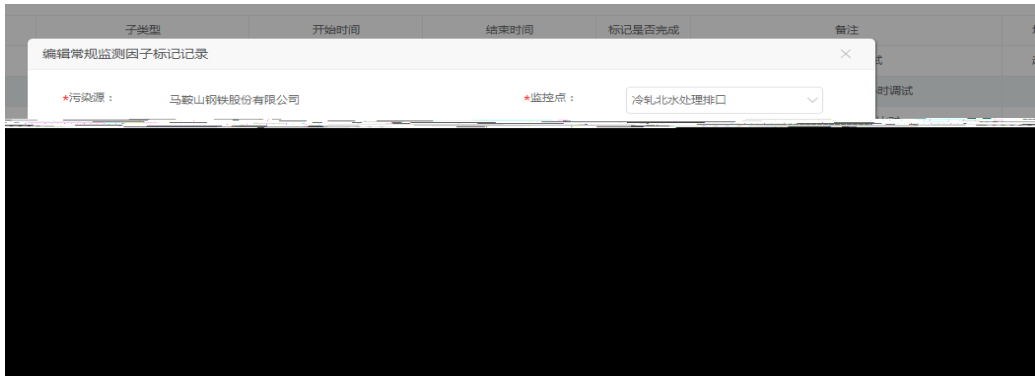 子类型 开始时间 结束时间 标记是否完成 备注
编辑常规监测因子标记记录
*污染源： 马鞍山钢铁股份有限公司 *监控点： 冷轧北水处理排口
时调试